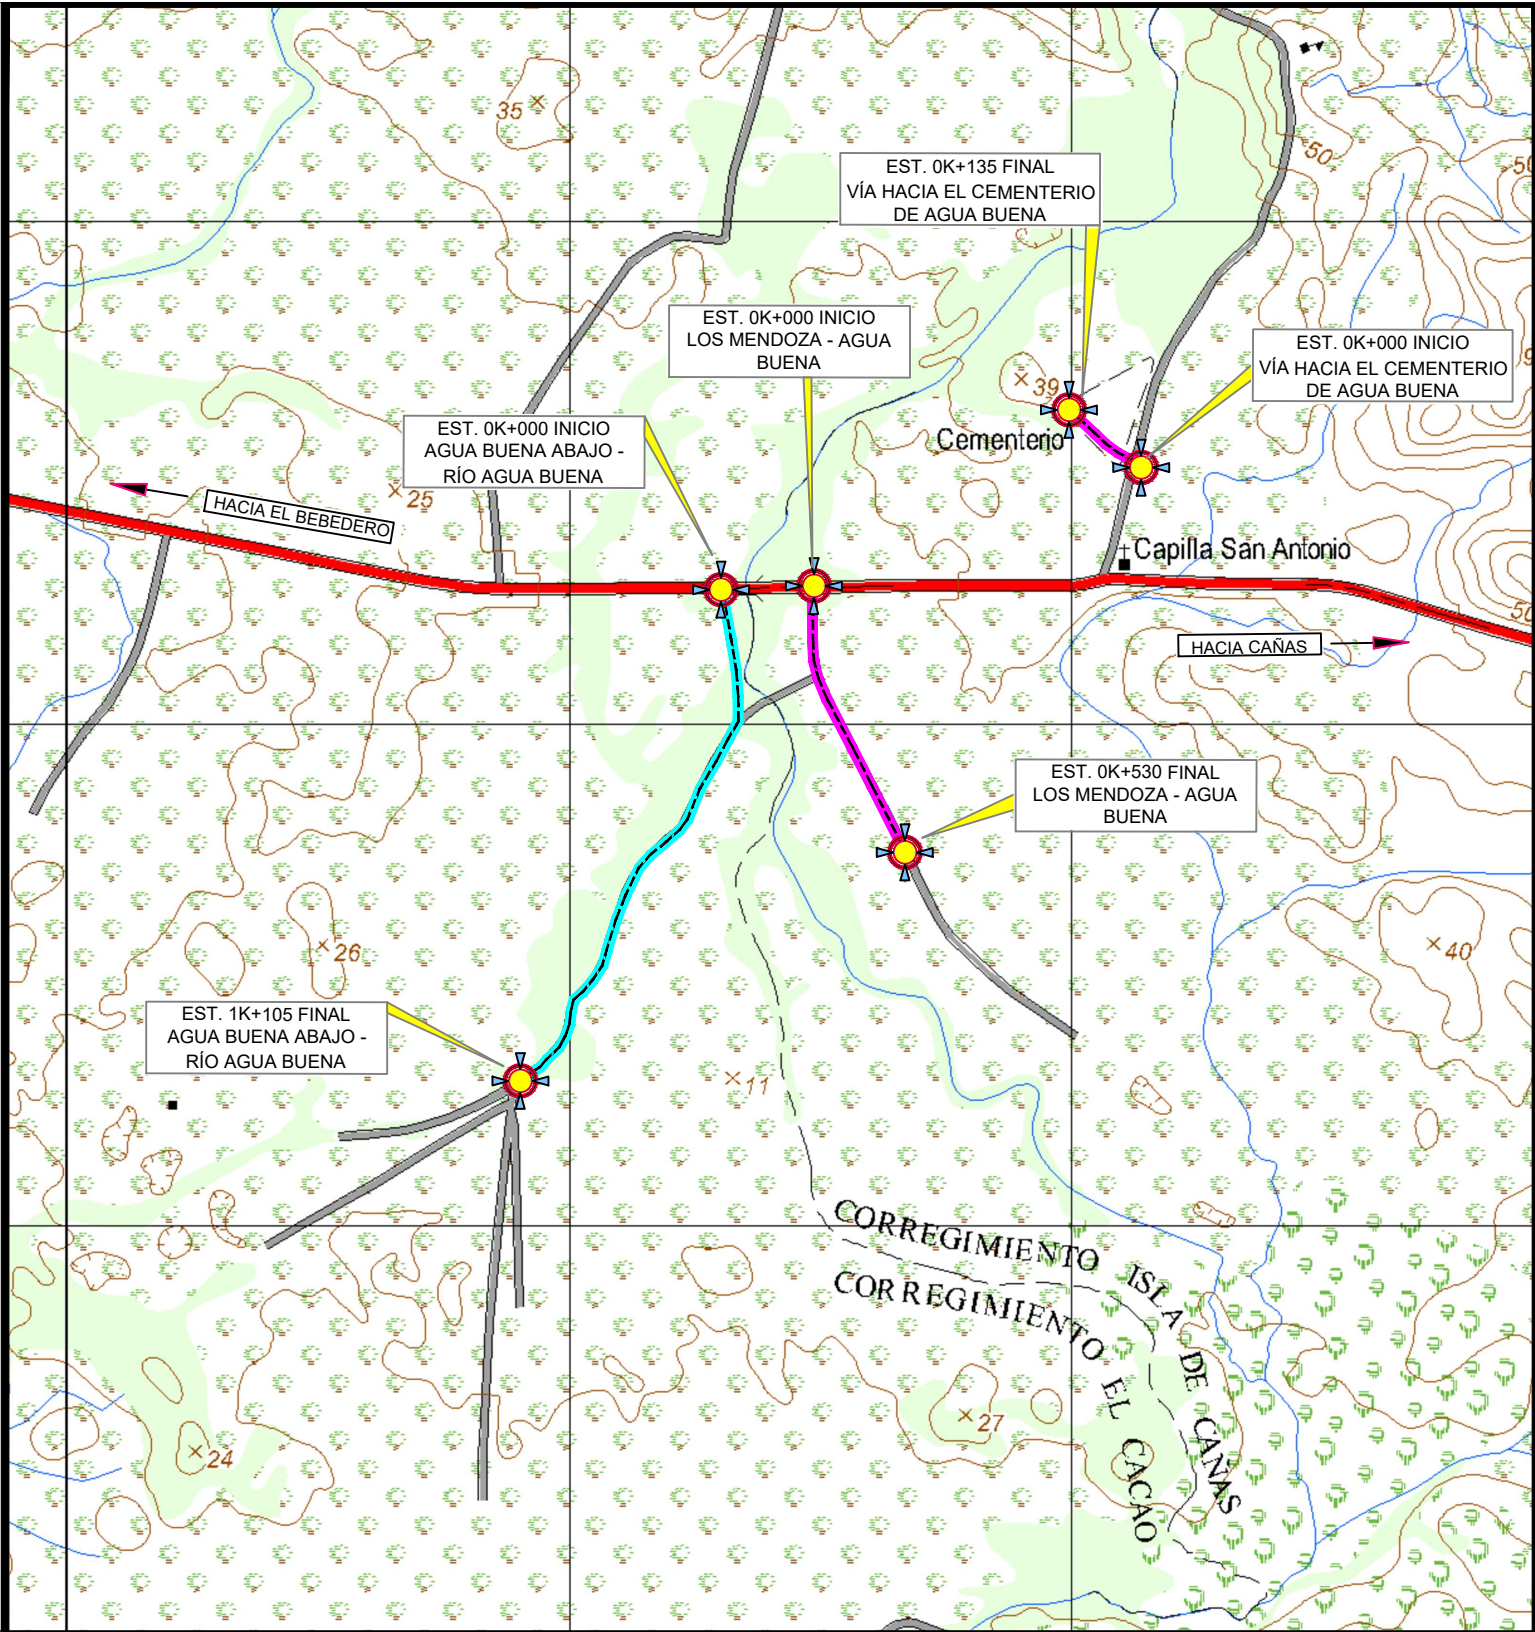 35
50
50
EST. 0K+135 FINAL
VÍA HACIA EL CEMENTERIO
DE AGUA BUENA
EST. 0K+000 INICIO
LOS MENDOZA - AGUA
BUENA
EST. 0K+000 INICIO
VÍA HACIA EL CEMENTERIO
DE AGUA BUENA
39
EST. 0K+000 INICIO
AGUA BUENA ABAJO -
RÍO AGUA BUENA
Cementerio
25
HACIA EL BEBEDERO
Capilla San Antonio
50
HACIA CAÑAS
EST. 0K+530 FINAL
LOS MENDOZA - AGUA
BUENA
26
40
EST. 1K+105 FINAL
AGUA BUENA ABAJO -
RÍO AGUA BUENA
11
CORREGIMIENTO ISLA DE CAÑAS
CORREGIMIENTO EL CACAO
27
24